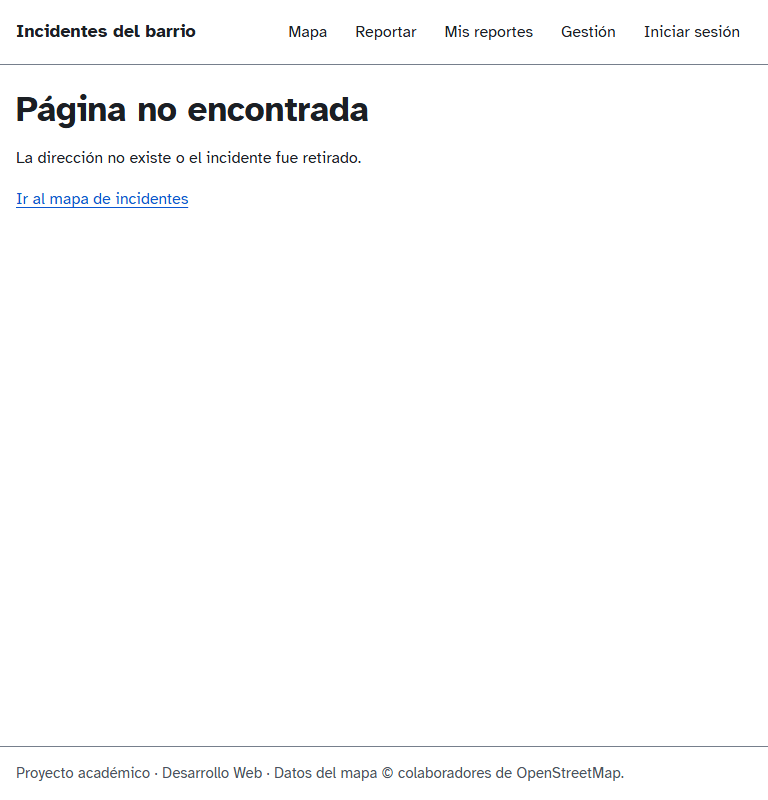 Incidentes del barrio
Mapa
Reportar
Mis reportes
Gestión
Iniciar sesión
Página no encontrada
La dirección no existe o el incidente fue retirado.
Ir al mapa de incidentes
Proyecto académico · Desarrollo Web · Datos del mapa © colaboradores de OpenStreetMap.